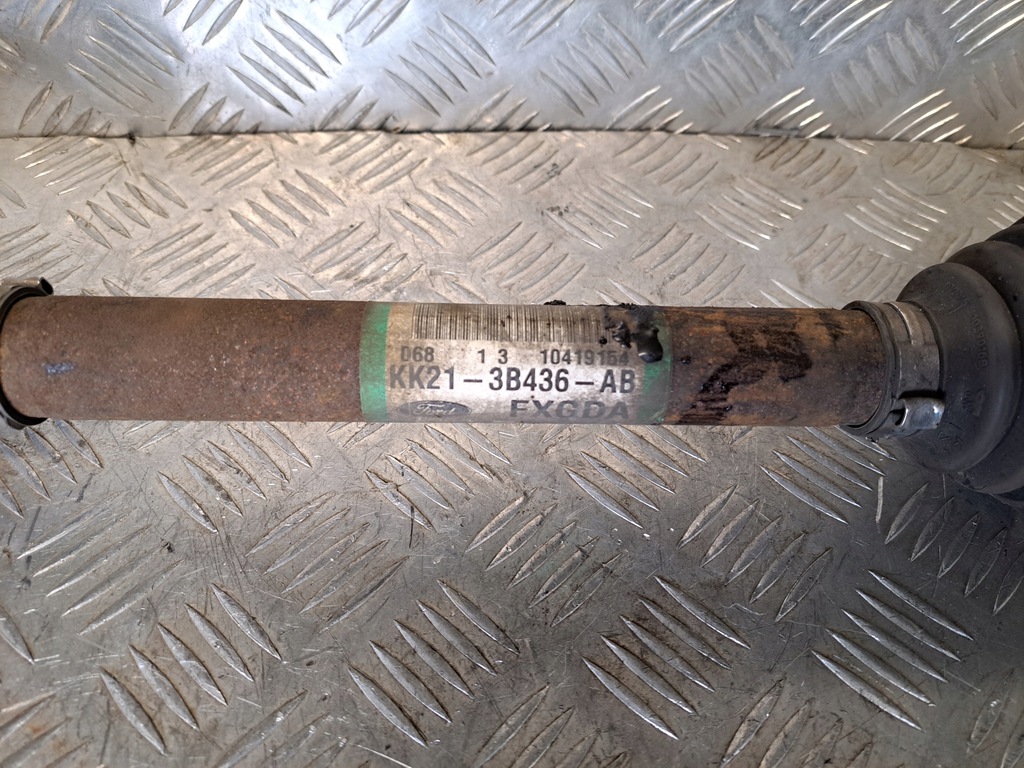 D68 1 3 10419154
KK21-3B436-AB
Ford FXGDA